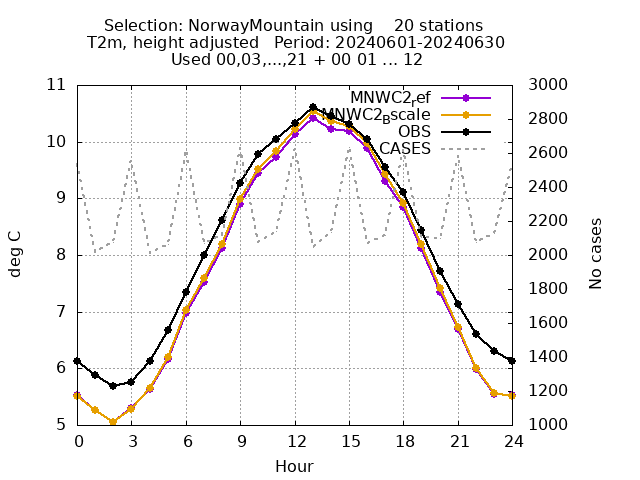 Selection: NorwayMountain using    20 stations
T2m, height adjusted   Period: 20240601-20240630
Used 00,03,...,21 + 00 01 ... 12
MNWC2ref
MNWC2Bscale
OBS
CASES
deg C
11
10
9
8
7
6
5
No cases
3000
2800
2600
2400
2200
2000
1800
1600
1400
1200
1000
0 3 6 9 12 15 18 21 24
Hour